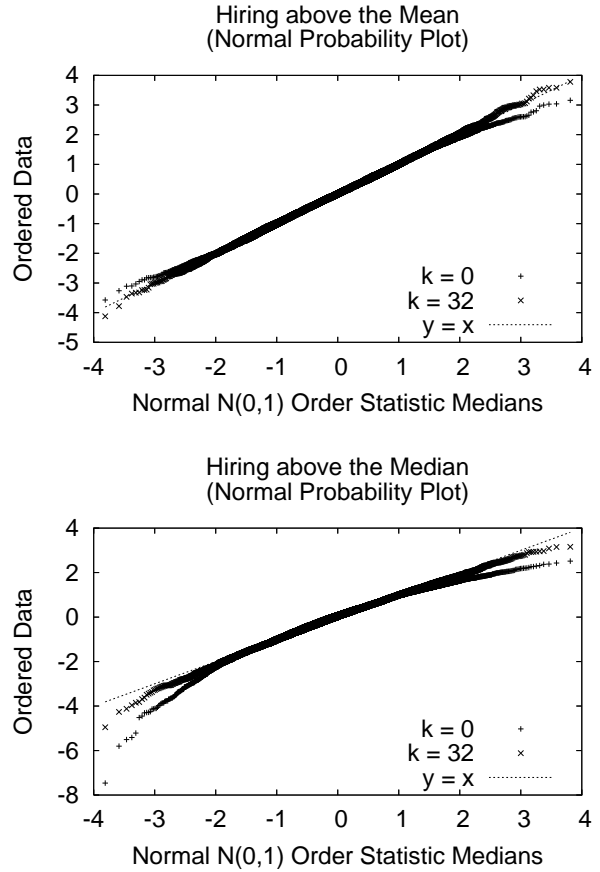 Hiring above the Mean
(Normal Probability Plot)
4
3
2
1
0
-1
-2
-3
-4
-5
Ordered Data
k = 0
k = 32
y = x
-4 -3 -2 -1 0 1 2 3 4
Normal N(0,1) Order Statistic Medians
Hiring above the Median
(Normal Probability Plot)
4
2
0
-2
-4
-6
-8
Ordered Data
k = 0
k = 32
y = x
-4 -3 -2 -1 0 1 2 3 4
Normal N(0,1) Order Statistic Medians